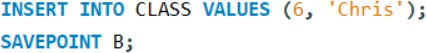 INSERT INTO CLASS VALUES (6, 'Chris');
SAVEPOINT B;